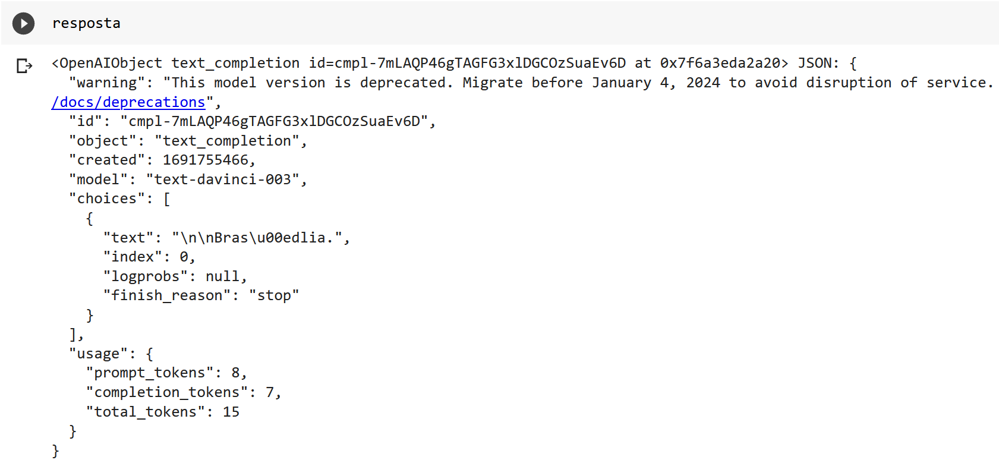 resposta
<OpenAIObject text_completion id=cmpl-7mLAQP46gTAGFG3xlDGCOzSuaEv6D at 0x7f6a3eda2a20> JSON: {
  "warning": "This model version is deprecated. Migrate before January 4, 2024 to avoid disruption of service.
/docs/deprecations",
  "id": "cmpl-7mLAQP46gTAGFG3xlDGCOzSuaEv6D",
  "object": "text_completion",
  "created": 1691755466,
  "model": "text-davinci-003",
  "choices": [
    {
      "text": "\n\nBras\u00edlia.",
      "index": 0,
      "logprobs": null,
      "finish_reason": "stop"
    }
  ],
  "usage": {
    "prompt_tokens": 8,
    "completion_tokens": 7,
    "total_tokens": 15
  }
}